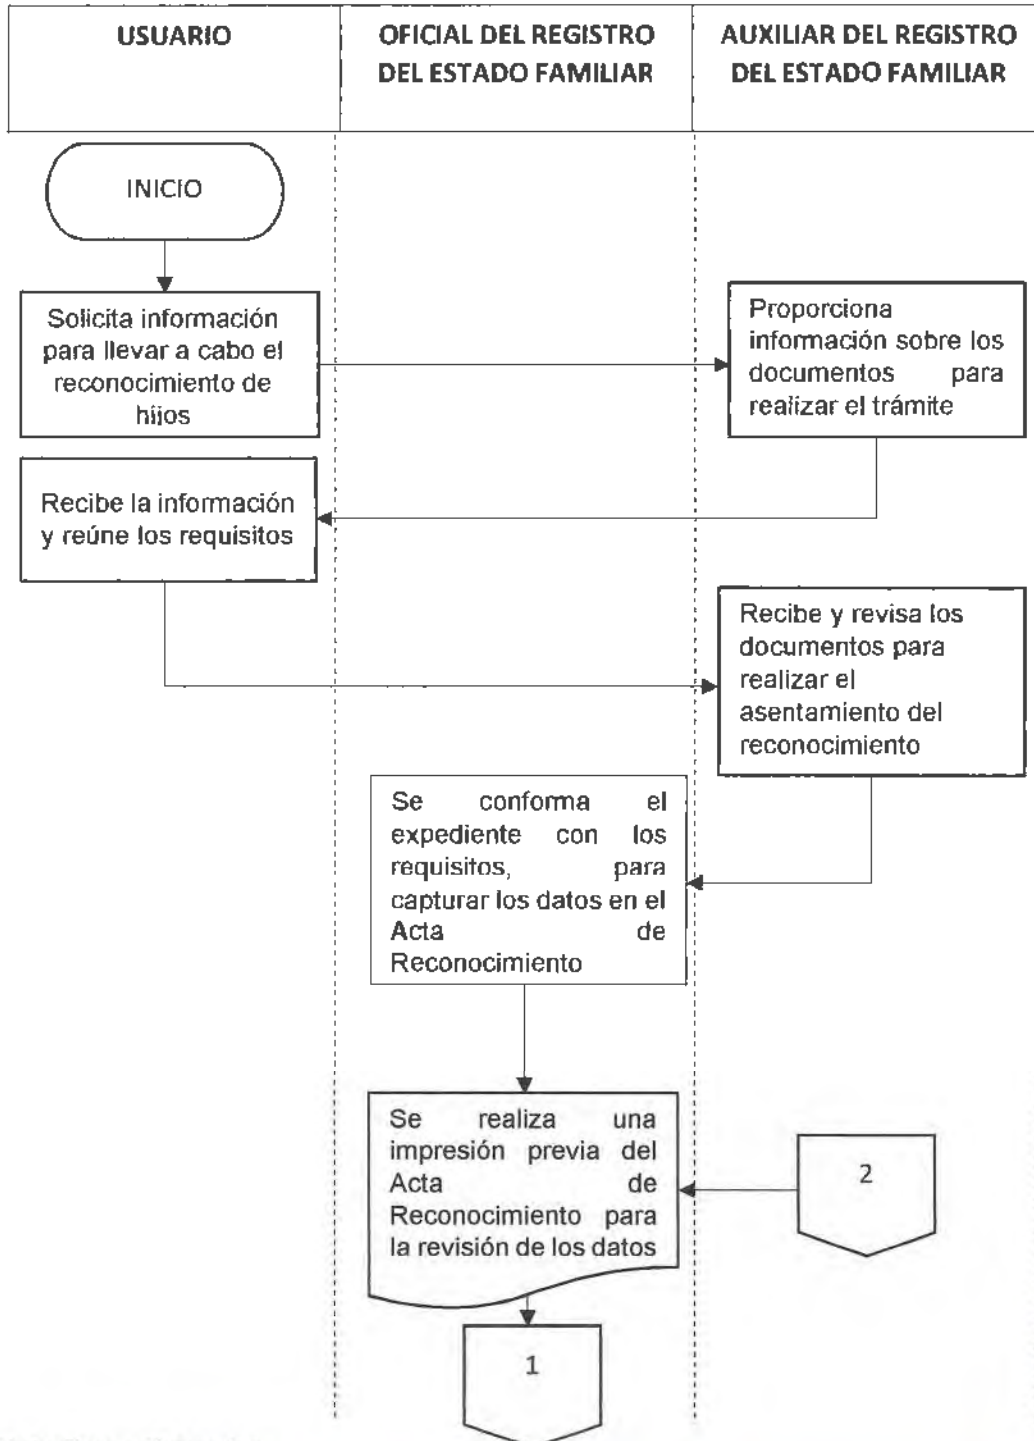 USUARIO
OFICIAL DEL REGISTRO
DEL ESTADO FAMILIAR
AUXILIAR DEL REGISTRO
DEL ESTADO FAMILIAR
INICIO
Solicita información
para llevar a cabo el
reconocimiento de
hijos
Proporciona
información sobre los
documentos para
realizar el trámite
Recibe la información
y reúne los requisitos
Recibe y revisa los
documentos para
realizar el
asentamiento del
reconocimiento
Se conforma el
expediente con los
requisitos, para
capturar los datos en el
Acta de
Reconocimiento
Se realiza una
impresión previa del
Acta de
Reconocimiento para
la revisión de los datos
2
1